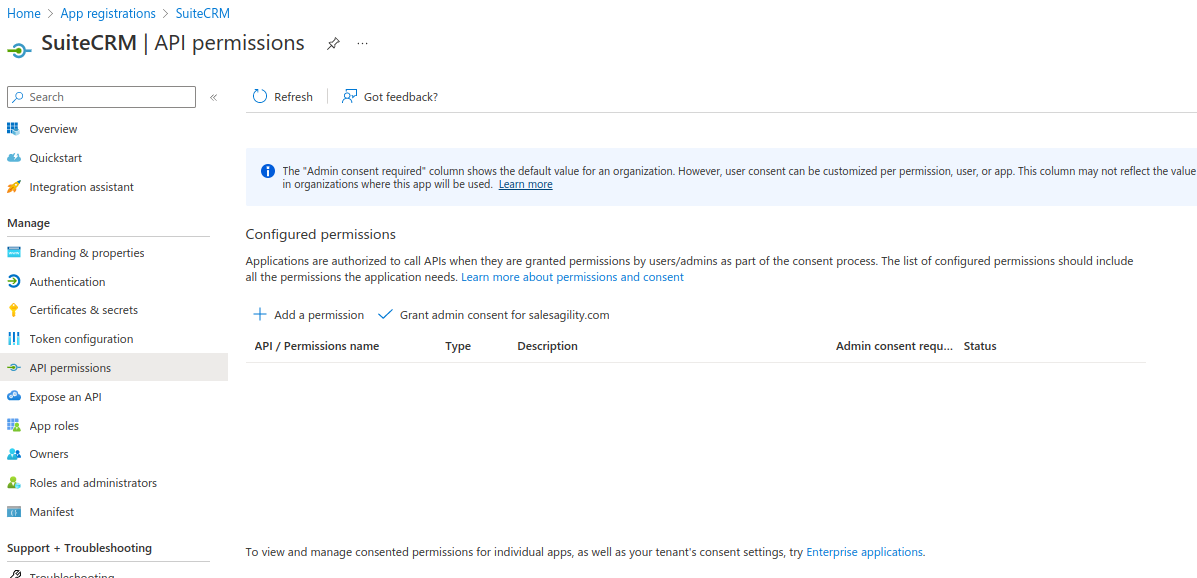 Home > App registrations > SuiteCRM
SuiteCRM | API permissions
Search
Refresh
Got feedback?
Overview
Quickstart
Integration assistant
Manage
Branding & properties
Authentication
Certificates & secrets
Token configuration
API permissions
Expose an API
App roles
Owners
Roles and administrators
Manifest
Support + Troubleshooting
Troubleshooting
The "Admin consent required" column shows the default value for an organization. However, user consent can be customized per permission, user, or app. This column may not reflect the value
in organizations where this app will be used. Learn more
Configured permissions
Applications are authorized to call APIs when they are granted permissions by users/admins as part of the consent process. The list of configured permissions should include
all the permissions the application needs. Learn more about permissions and consent
Add a permission
Grant admin consent for salesagility.com
API / Permissions name Type Description Admin consent requ... Status
To view and manage consented permissions for individual apps, as well as your tenant's consent settings, try Enterprise applications.